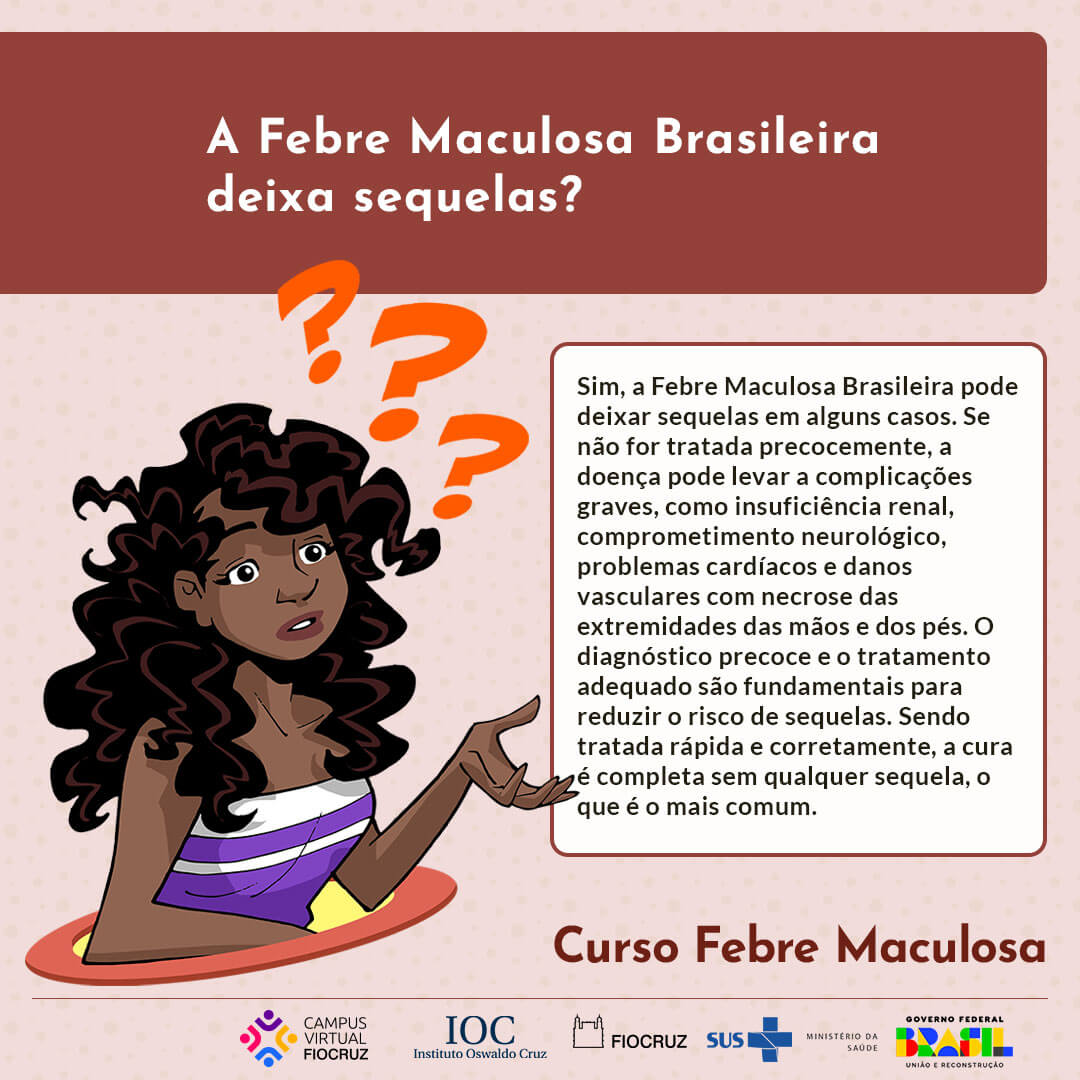 A Febre Maculosa Brasileira
deixa sequelas?
???
Sim, a Febre Maculosa Brasileira pode
deixar sequelas em alguns casos. Se
não for tratada precocemente, a
doença pode levar a complicações
graves, como insuficiência renal,
comprometimento neurológico,
problemas cardíacos e danos
vasculares com necrose das
extremidades das mãos e dos pés. O
diagnóstico precoce e o tratamento
adequado são fundamentais para
reduzir o risco de sequelas. Sendo
tratada rápida e corretamente, a cura
é completa sem qualquer sequela, o
que é o mais comum.
Curso Febre Maculosa
CAMPUS
VIRTUAL
FIOCRUZ
IOC
Instituto Oswaldo Cruz
FIOCRUZ
SUS
MINISTÉRIO DA
SAÚDE
GOVERNO FEDERAL
BRASIL
UNIÃO E RECONSTRUÇÃO